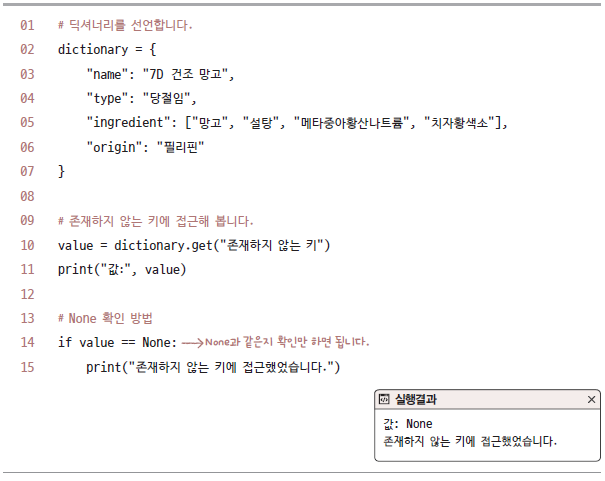 01 # 딕셔너리를 선언합니다.
02 dictionary = {
03     "name": "7D 건조 망고",
04     "type": "당절임",
05     "ingredient": ["망고", "설탕", "메타중아황산나트륨", "치자황색소"],
06     "origin": "필리핀"
07 }
08
09 # 존재하지 않는 키에 접근해 봅니다.
10 value = dictionary.get("존재하지 않는 키")
11 print("값:", value)
12
13 # None 확인 방법
14 if value == None: → None과 같은지 확인만 하면 됩니다.
15     print("존재하지 않는 키에 접근했었습니다.")
실행결과 ×
값: None
존재하지 않는 키에 접근했었습니다.